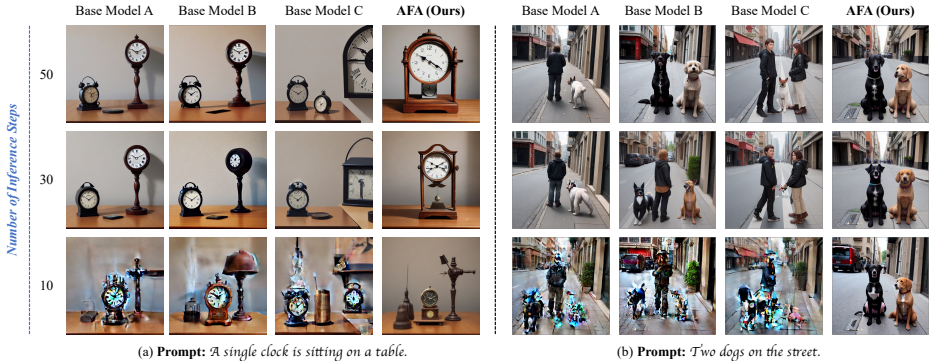 Base Model A Base Model B Base Model C AFA (Ours) Base Model A Base Model B Base Model C AFA (Ours)
Number of Inference Steps
50
30
10
(a) Prompt: A single clock is sitting on a table.
(b) Prompt: Two dogs on the street.